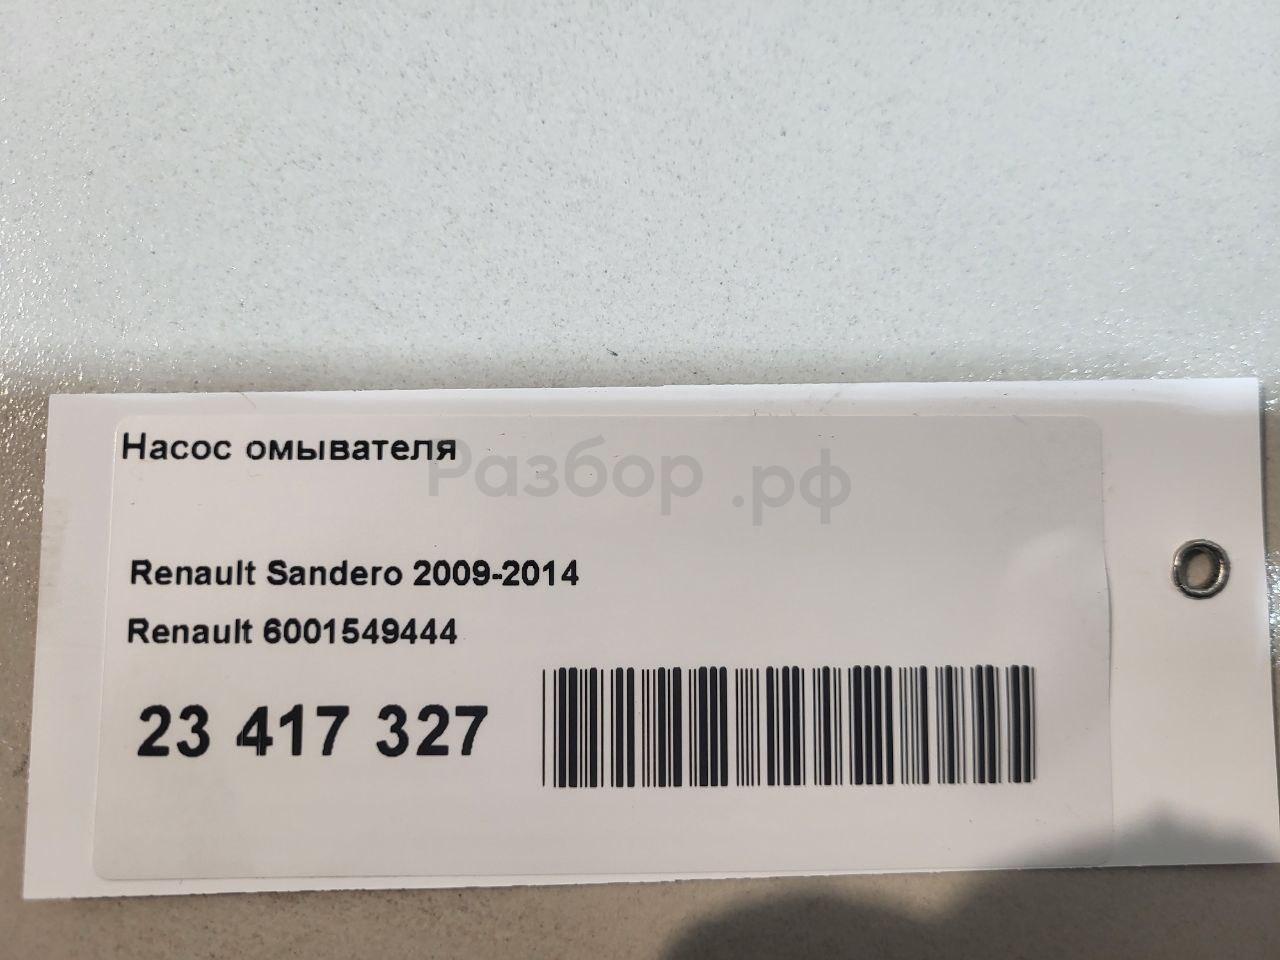 Насос омывателя
Разбор.рф
Renault Sandero 2009-2014
Renault 6001549444
23 417 327